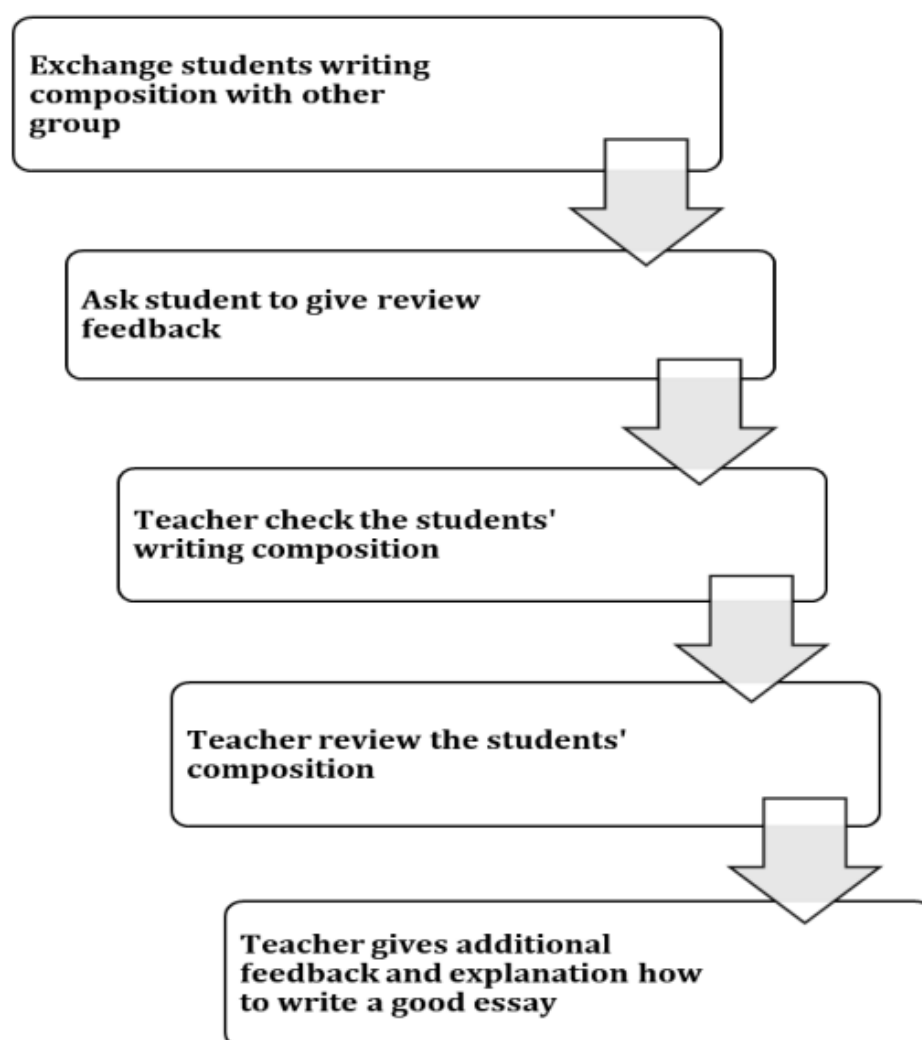 Exchange students writing
composition with other
group
Ask student to give review
feedback
Teacher check the students'
writing composition
Teacher review the students'
composition
Teacher gives additional
feedback and explanation how
to write a good essay